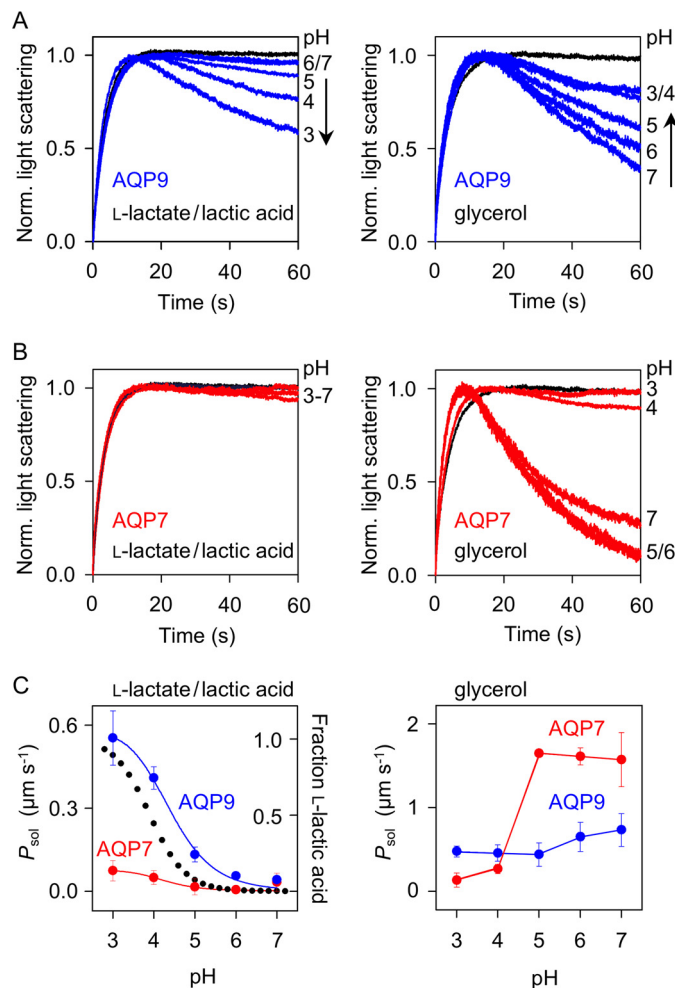 A
pH
6/7
5
4
3
AQP9
L-lactate/lactic acid
Norm. light scattering
1.0
0.5
0.0
0 20 40 60
Time (s)
pH
3/4
5
6
7
AQP9
glycerol
Norm. light scattering
1.0
0.5
0.0
0 20 40 60
Time (s)
B
pH
3-7
AQP7
L-lactate/lactic acid
Norm. light scattering
1.0
0.5
0.0
0 20 40 60
Time (s)
pH
3
4
7
5/6
AQP7
glycerol
Norm. light scattering
1.0
0.5
0.0
0 20 40 60
Time (s)
C
L-lactate/lactic acid
Psol (µm s-1)
0.6
0.3
0.0
AQP9
AQP7
1.0
0.5
0
Fraction L-lactic acid
3 4 5 6 7
pH
glycerol
Psol (µm s-1)
2
1
0
AQP7
AQP9
3 4 5 6 7
pH